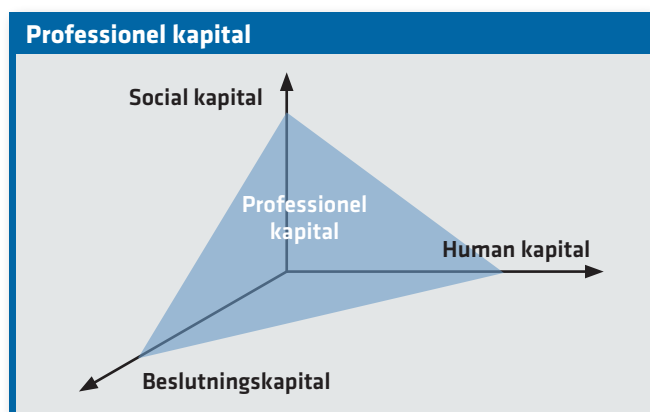 Professionel kapital
Social kapital
Professionel
kapital
Human kapital
Beslutningskapital